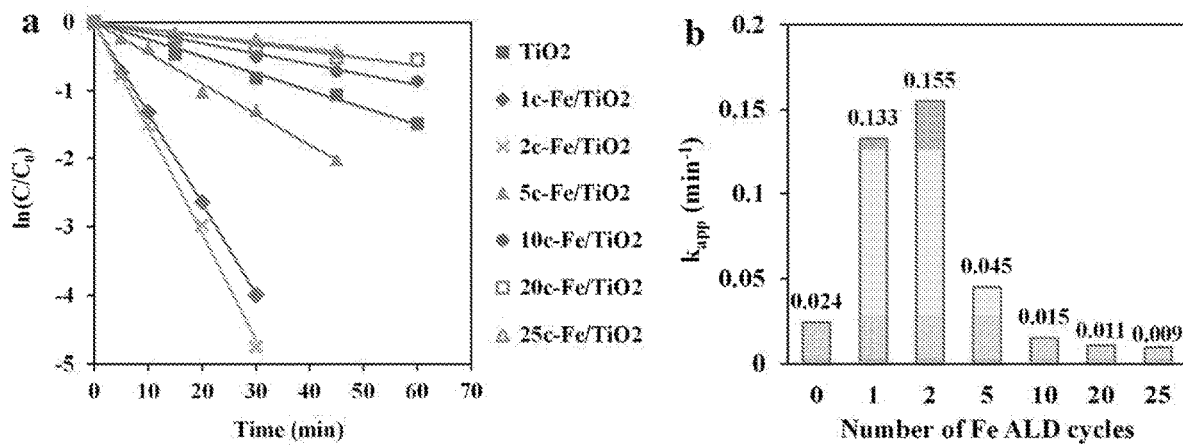 a
0
-1
-2
-3
-4
-5
ln(C/C₀)
0 10 20 30 40 50 60 70
Time (min)
TiO2
1c-Fe/TiO2
2c-Fe/TiO2
5c-Fe/TiO2
10c-Fe/TiO2
20c-Fe/TiO2
25c-Fe/TiO2
b
0.2
0.15
0.1
0.05
0
k_app (min⁻¹)
0.024
0.133
0.155
0.045
0.015
0.011
0.009
0 1 2 5 10 20 25
Number of Fe ALD cycles